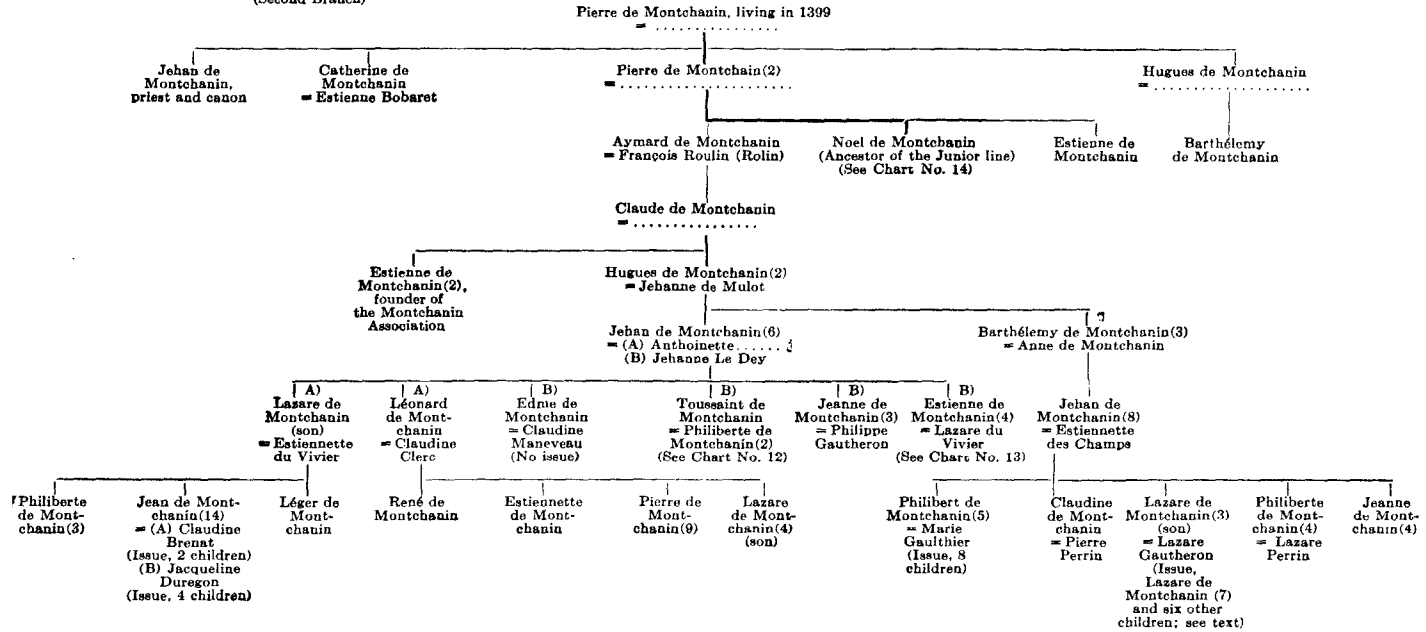 (Second Branch)
Pierre de Montchanin, living in 1399
= . . . . . . . . . . . . . . .
Jehan de
Montchanin,
priest and canon
Catherine de
Montchanin
= Estienne Bobaret
Pierre de Montchain(2)
= . . . . . . . . . . . . . . . . . . . . . .
Hugues de Montchanin
= . . . . . . . . . . . . . . . . . . . .
Aymard de Montchanin
= François Roulin (Rolin)
Noel de Montchanin
(Ancestor of the Junior line)
(See Chart No. 14)
Estienne de
Montchanin
Barthélemy
de Montchanin
Claude de Montchanin
= . . . . . . . . . . . . . . .
Estienne de
Montchanin(2),
founder of
the Montchanin
Association
Hugues de Montchanin(2)
= Jehanne de Mulot
Jehan de Montchanin(6)
= (A) Anthoinette. . . . . .
(B) Jehanne Le Dey
Barthélemy de Montchanin(3)
= Anne de Montchanin
A)
Lazare de
Montchanin
(son)
= Estiennette
du Vivier
A)
Léonard
de Mont-
chanin
= Claudine
Clerc
B)
Edme de
Montchanin
= Claudine
Maneveau
(No issue)
B)
Toussaint de
Montchanin
= Philiberte de
Montchanin(2)
(See Chart No. 12)
B)
Jeanne de
Montchanin(3)
= Philippe
Gautheron
B)
Estienne de
Montchanin(4)
= Lazare du
Vivier
(See Chart No. 13)
Jehan de
Montchanin(8)
= Estiennette
des Champs
Philiberte
de Mont-
chanin(3)
Jean de Mont-
chanin(14)
= (A) Claudine
Brenat
(Issue, 2 children)
(B) Jacqueline
Duregon
(Issue, 4 children)
Léger de
Mont-
chanin
René de
Montchanin
Estiennette
de Mont-
chanin
Pierre de
Mont-
chanin(9)
Lazare
de Mont-
chanin(4)
(son)
Philibert de
Montchanin(5)
= Marie
Gaulthier
(Issue, 8
children)
Claudine
de Mont-
chanin
= Pierre
Perrin
Lazare de
Montchanin(3)
(son)
= Lazare
Gautheron
(Issue,
Lazare de
Montchanin (7)
and six other
children; see text)
Philiberte
de Mont-
chanin(4)
= Lazare
Perrin
Jeanne
de Mont-
chanin(4)